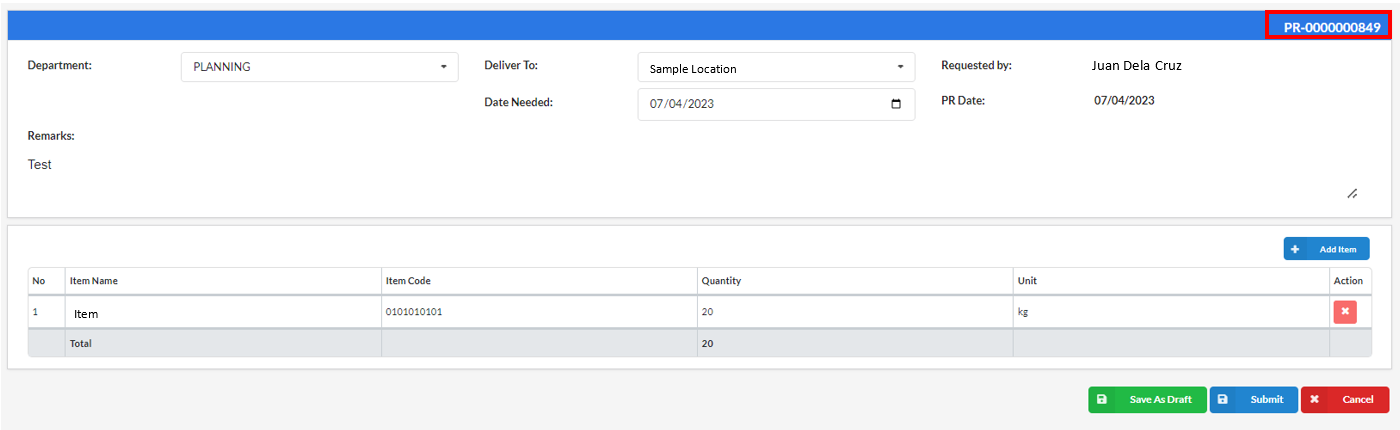 PR-0000000849
Department: PLANNING Deliver To: Sample Location Requested by: Juan Dela Cruz
Date Needed: 07/04/2023 PR Date: 07/04/2023
Remarks:
Test
Add Item
No Item Name Item Code Quantity Unit Action
1 Item 0101010101 20 kg
Total 20
Save As Draft Submit Cancel